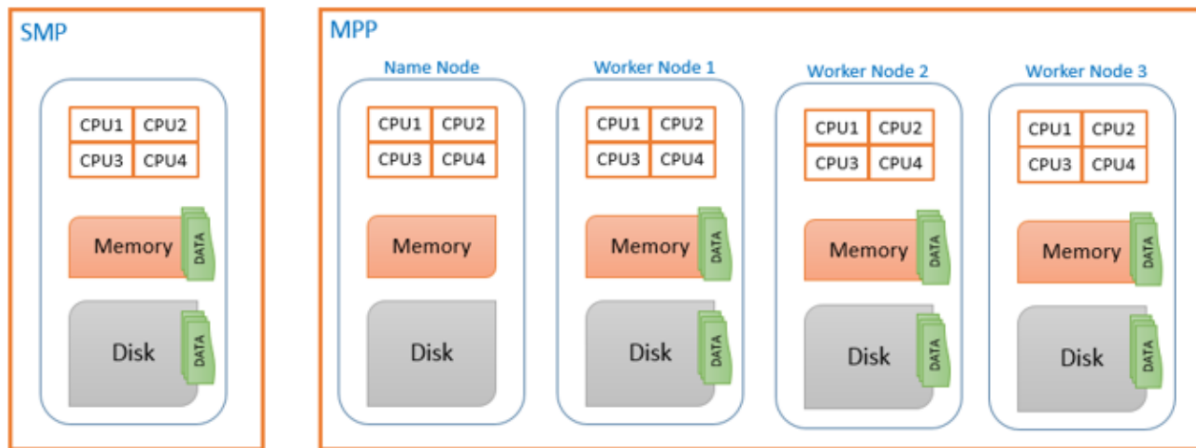 SMP
CPU1 CPU2
CPU3 CPU4
Memory
DATA
Disk
DATA
MPP
Name Node
CPU1 CPU2
CPU3 CPU4
Memory
Disk
Worker Node 1
CPU1 CPU2
CPU3 CPU4
Memory
DATA
Disk
DATA
Worker Node 2
CPU1 CPU2
CPU3 CPU4
Memory
DATA
Disk
DATA
Worker Node 3
CPU1 CPU2
CPU3 CPU4
Memory
DATA
Disk
DATA